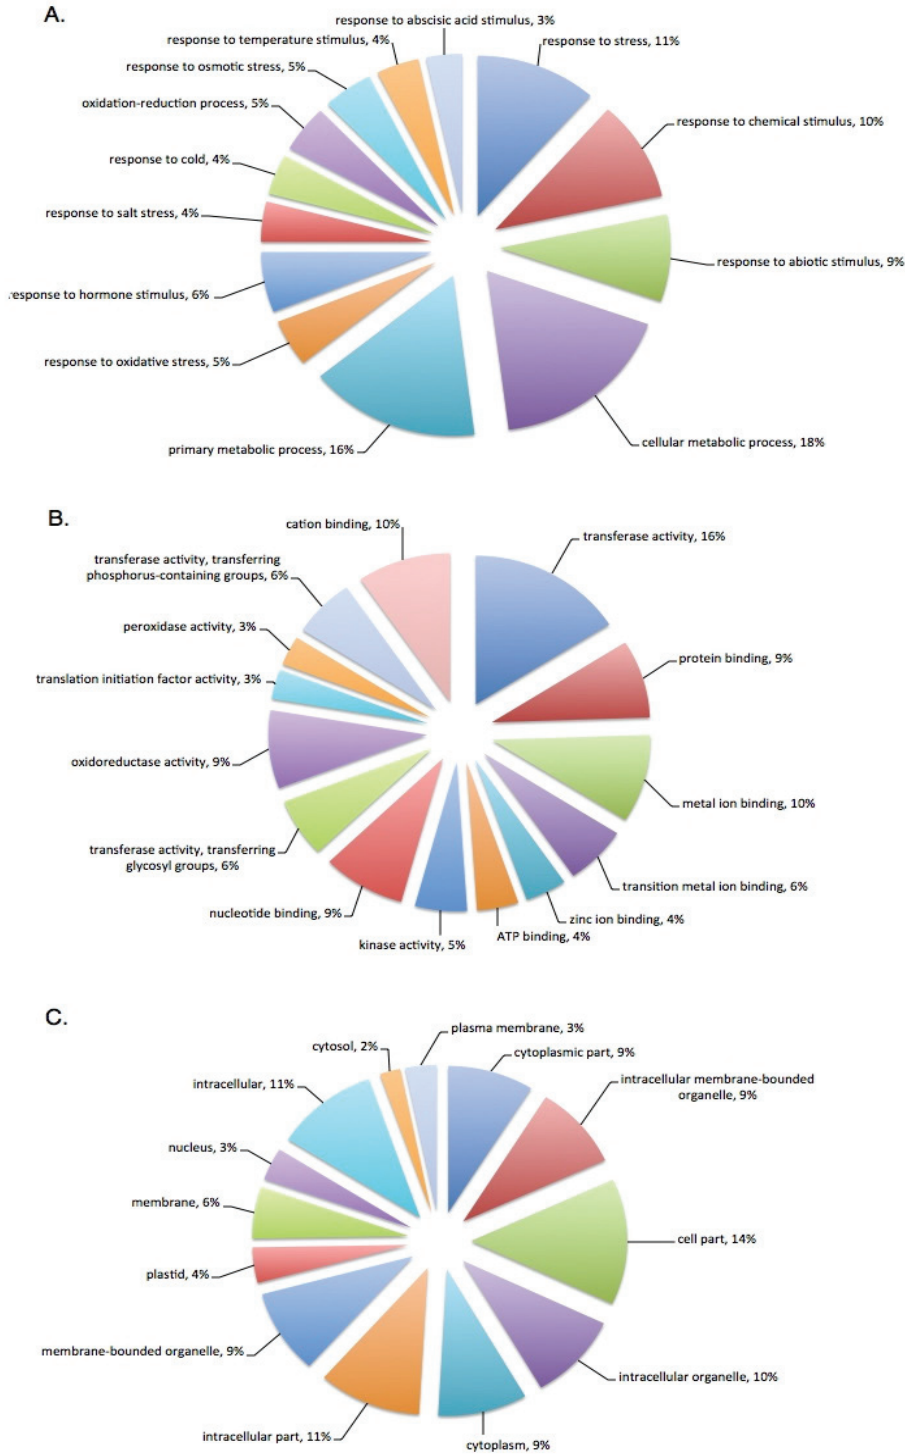 A.
response to abscisic acid stimulus, 3%
response to temperature stimulus, 4%
response to stress, 11%
response to osmotic stress, 5%
oxidation-reduction process, 5%
response to chemical stimulus, 10%
response to cold, 4%
response to salt stress, 4%
response to abiotic stimulus, 9%
esponse to hormone stimulus, 6%
response to oxidative stress, 5%
cellular metabolic process, 18%
primary metabolic process, 16%
B.
cation binding, 10%
transferase activity, 16%
transferase activity, transferring
phosphorus-containing groups, 6%
peroxidase activity, 3%
protein binding, 9%
translation initiation factor activity, 3%
oxidoreductase activity, 9%
metal ion binding, 10%
transferase activity, transferring
glycosyl groups, 6%
transition metal ion binding, 6%
nucleotide binding, 9%
zinc ion binding, 4%
ATP binding, 4%
kinase activity, 5%
C.
plasma membrane, 3%
cytosol, 2%
cytoplasmic part, 9%
intracellular, 11%
intracellular membrane-bounded
organelle, 9%
nucleus, 3%
membrane, 6%
cell part, 14%
plastid, 4%
membrane-bounded organelle, 9%
intracellular organelle, 10%
intracellular part, 11%
cytoplasm, 9%